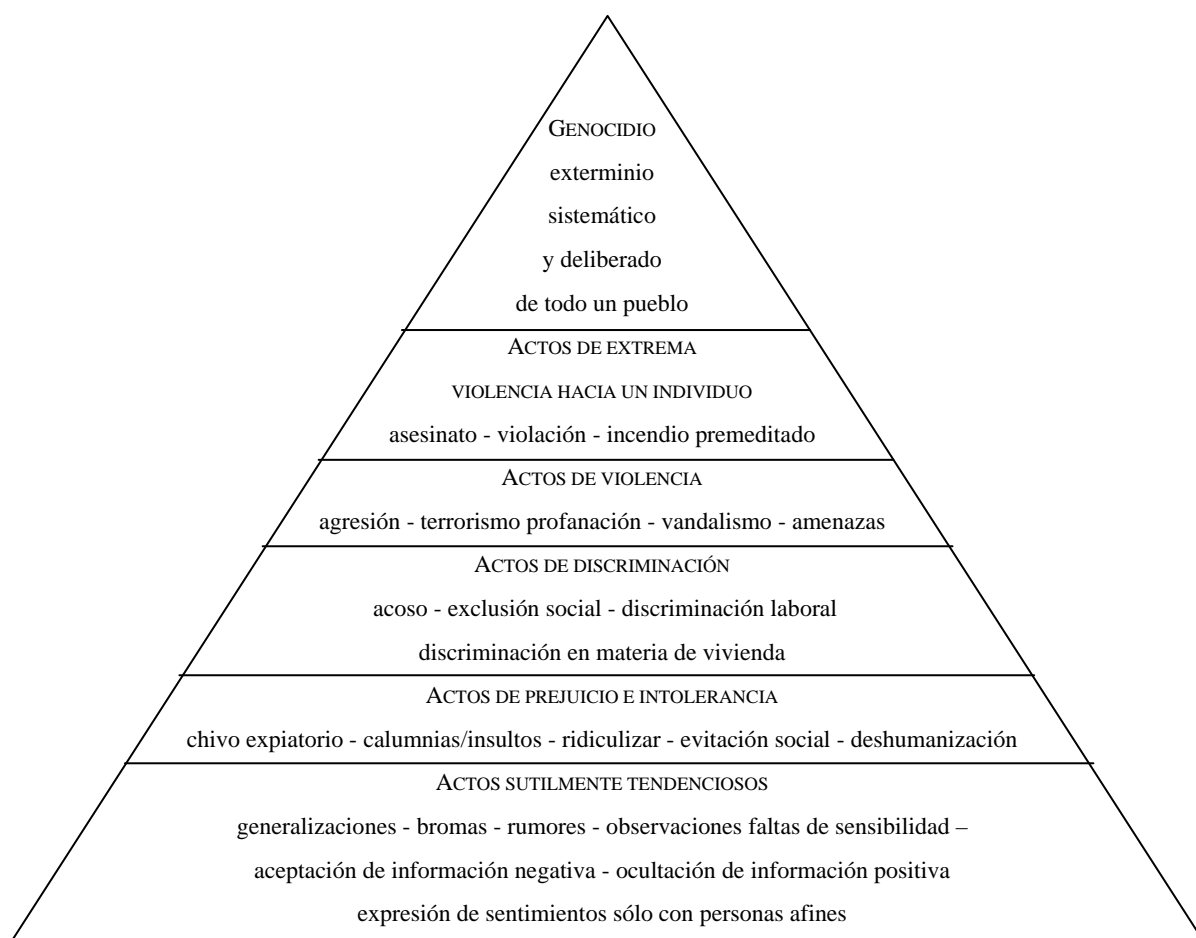 GENOCIDIO
exterminio
sistemático
y deliberado
de todo un pueblo
ACTOS DE EXTREMA
VIOLENCIA HACIA UN INDIVIDUO
asesinato - violación - incendio premeditado
ACTOS DE VIOLENCIA
agresión - terrorismo profanación - vandalismo - amenazas
ACTOS DE DISCRIMINACIÓN
acoso - exclusión social - discriminación laboral
discriminación en materia de vivienda
ACTOS DE PREJUICIO E INTOLERANCIA
chivo expiatorio - calumnias/insultos - ridiculizar - evitación social - deshumanización
ACTOS SUTILMENTE TENDENCIOSOS
generalizaciones - bromas - rumores - observaciones faltas de sensibilidad –
aceptación de información negativa - ocultación de información positiva
expresión de sentimientos sólo con personas afines